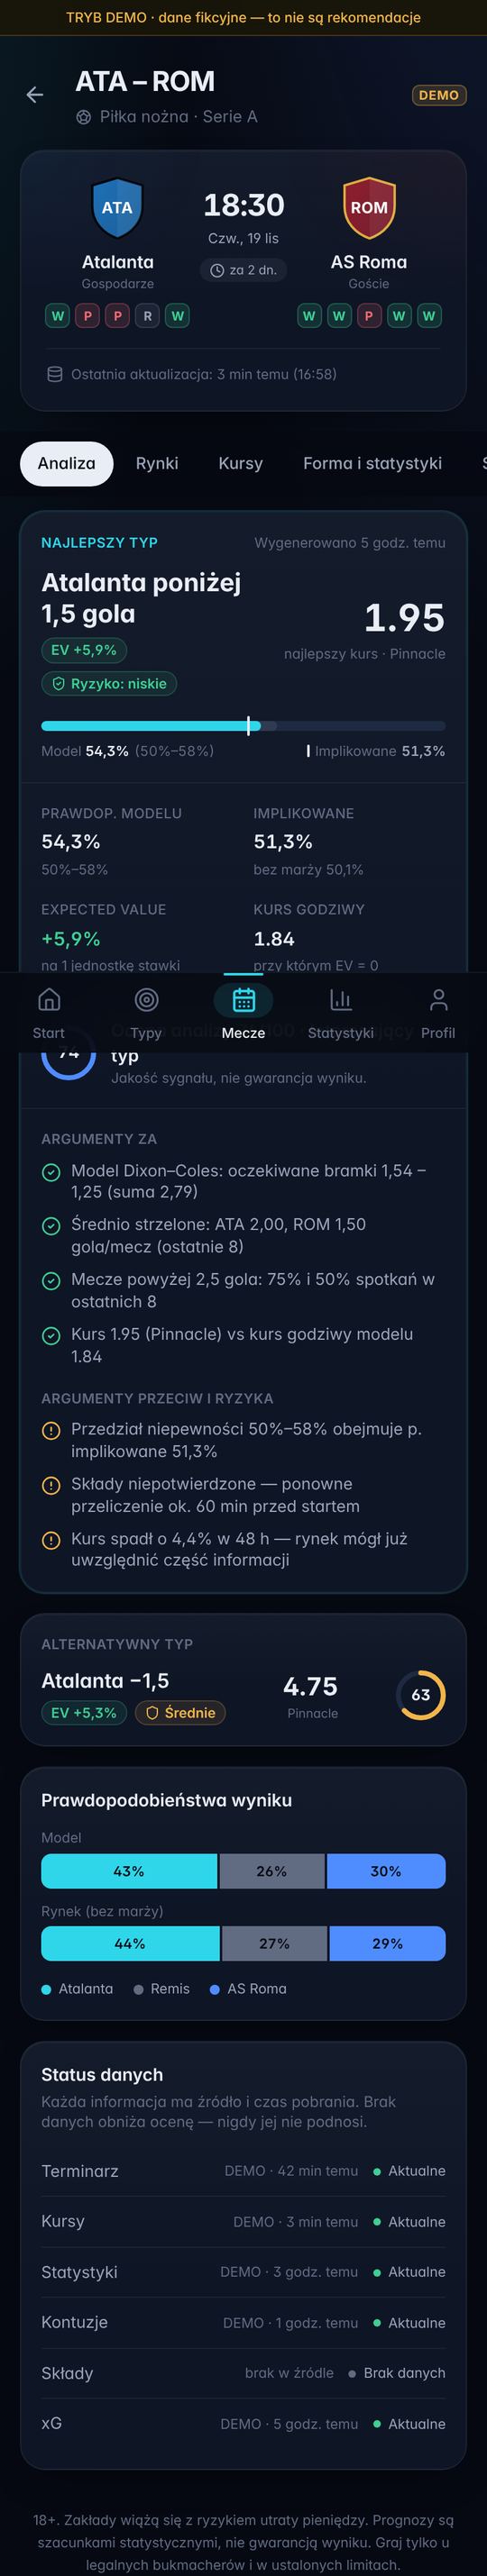 TRYB DEMO · dane fikcyjne — to nie są rekomendacje
ATA – ROM
Piłka nożna · Serie A
DEMO
ATA
18:30
ROM
Czw., 19 lis
Atalanta
AS Roma
Gospodarze
za 2 dn.
Goście
W P P R W
W W P W W
Ostatnia aktualizacja: 3 min temu (16:58)
Analiza Rynki Kursy Forma i statystyki S
NAJLEPSZY TYP
Wygenerowano 5 godz. temu
Atalanta poniżej
1,5 gola
1.95
EV +5,9%
najlepszy kurs · Pinnacle
Ryzyko: niskie
Model 54,3% (50%–58%)
Implikowane 51,3%
PRAWDOP. MODELU
IMPLIKOWANE
54,3%
51,3%
50%–58%
bez marży 50,1%
EXPECTED VALUE
KURS GODZIWY
+5,9%
1.84
na 1 jednostkę stawki
przy którym EV = 0
Start Typy Mecze Statystyki Profil
74
typ
Jakość sygnału, nie gwarancja wyniku.
ARGUMENTY ZA
Model Dixon–Coles: oczekiwane bramki 1,54 –
1,25 (suma 2,79)
Średnio strzelone: ATA 2,00, ROM 1,50
gola/mecz (ostatnie 8)
Mecze powyżej 2,5 gola: 75% i 50% spotkań w
ostatnich 8
Kurs 1.95 (Pinnacle) vs kurs godziwy modelu
1.84
ARGUMENTY PRZECIW I RYZYKA
Przedział niepewności 50%–58% obejmuje p.
implikowane 51,3%
Składy niepotwierdzone — ponowne
przeliczenie ok. 60 min przed startem
Kurs spadł o 4,4% w 48 h — rynek mógł już
uwzględnić część informacji
ALTERNATYWNY TYP
Atalanta −1,5
4.75
63
EV +5,3%
Średnie
Pinnacle
Prawdopodobieństwa wyniku
Model
43% 26% 30%
Rynek (bez marży)
44% 27% 29%
Atalanta Remis AS Roma
Status danych
Każda informacja ma źródło i czas pobrania. Brak
danych obniża ocenę — nigdy jej nie podnosi.
Terminarz DEMO · 42 min temu Aktualne
Kursy DEMO · 3 min temu Aktualne
Statystyki DEMO · 3 godz. temu Aktualne
Kontuzje DEMO · 1 godz. temu Aktualne
Składy brak w źródle Brak danych
xG DEMO · 5 godz. temu Aktualne
18+. Zakłady wiążą się z ryzykiem utraty pieniędzy. Prognozy są
szacunkami statystycznymi, nie gwarancją wyniku. Graj tylko u
legalnych bukmacherów i w ustalonych limitach.